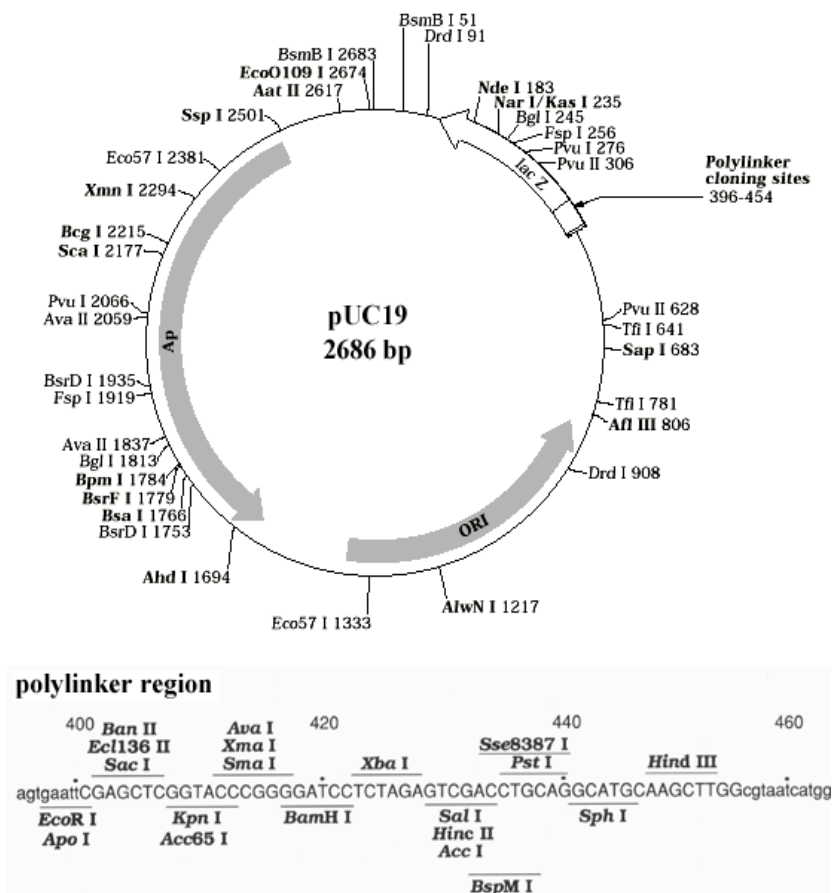 BsmB I 51
Drd I 91
BsmB I 2683
EcoO109 I 2674
Aat II 2617
Ssp I 2501
Eco57 I 2381
Xmn I 2294
Bcg I 2215
Sca I 2177
Pvu I 2066
Ava II 2059
BsrD I 1935
Fsp I 1919
Ava II 1837
Bgl I 1813
Bpm I 1784
BsrF I 1779
Bsa I 1766
BsrD I 1753
Ahd I 1694
Eco57 I 1333
AlwN I 1217
Nde I 183
Nar I/Kas I 235
Bgl I 245
Fsp I 256
Pvu I 276
Pvu II 306
lac Z
Polylinker
cloning sites
396-454
Pvu II 628
Tfi I 641
Sap I 683
Tfi I 781
Afl III 806
Drd I 908
Ap
ORI
pUC19
2686 bp
polylinker region
400 420 440 460
Ban II Ava I
Ecl136 II Xma I Sse8387 I
Sac I Sma I Xba I Pst I Hind III
agtgaattCGAGCTCGGTACCCGGGGATCCTCTAGAGTCGACCTGCAGGCATGCAAGCTTGGcgtaatcatgg
EcoR I Kpn I BamH I Sal I Sph I
Apo I Acc65 I Hinc II
Acc I
BspM I